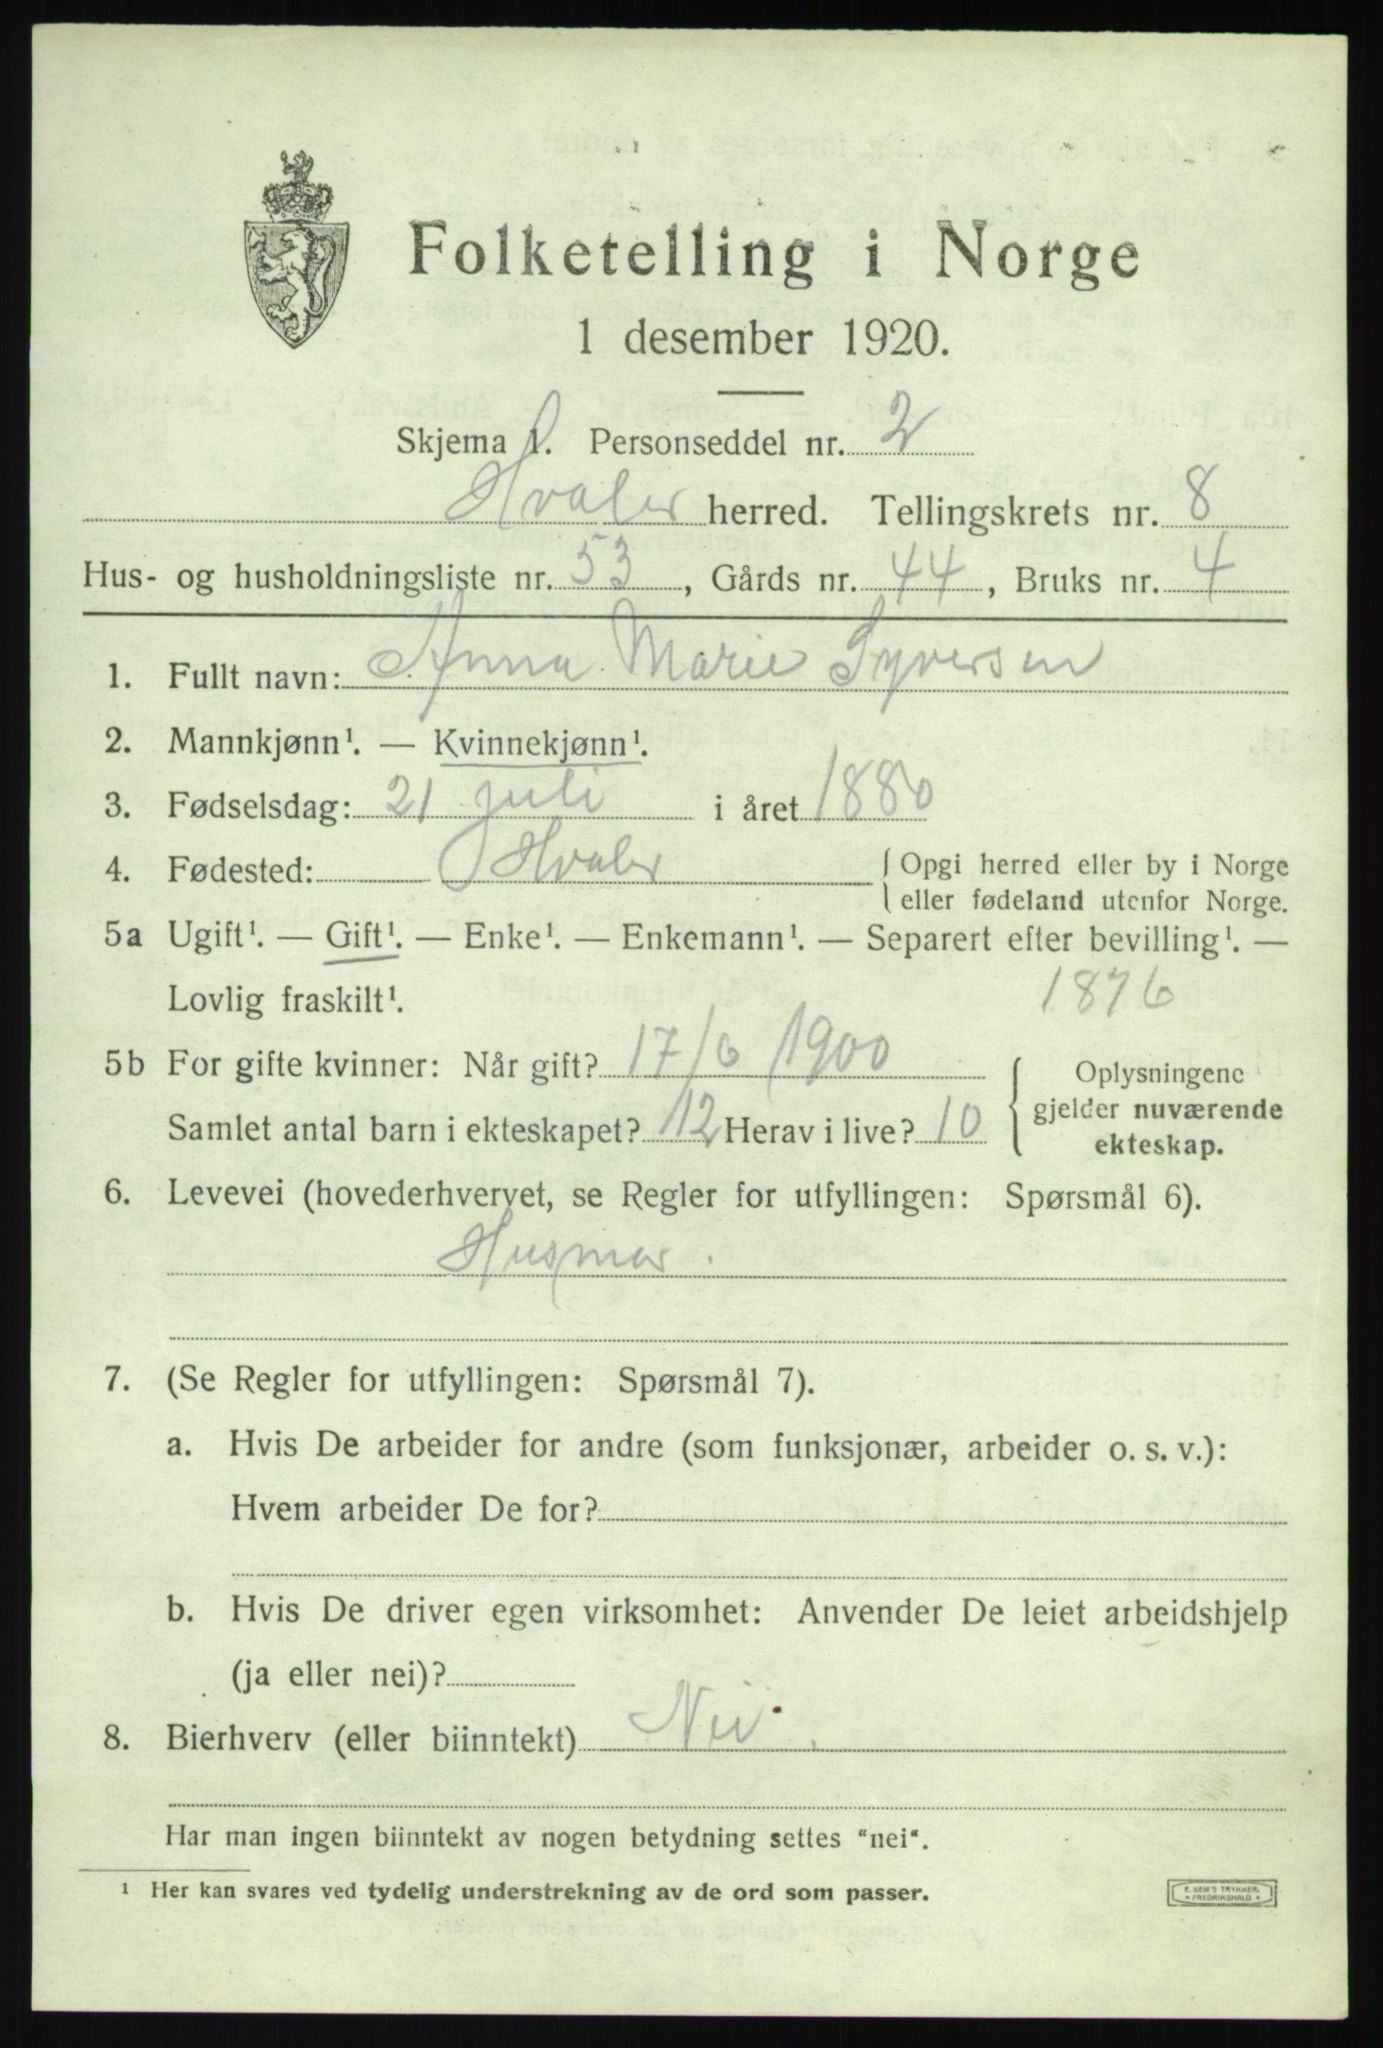 Folketelling i Norge
1 desember 1920.
Skjema 1. Personseddel nr. 2
Hvaler herred. Tellingskrets nr. 8
Hus- og husholdningsliste nr. 53, Gårds nr. 44, Bruks nr. 4
1. Fullt navn: Anna Marie Syversen
2. Mannkjønn¹. — Kvinnekjønn¹.
3. Fødselsdag: 21 juli i året 1880
4. Fødested: Hvaler { Opgi herred eller by i Norge
eller fødeland utenfor Norge.
5a Ugift¹. — Gift¹. — Enke¹. — Enkemann¹. — Separert efter bevilling¹. —
Lovlig fraskilt¹. 1876
5b For gifte kvinner: Når gift? 17/6 1900 { Oplysningene
gjelder nuværende
Samlet antal barn i ekteskapet? 12 Herav i live? 10
ekteskap.
6. Levevei (hovederhvervet, se Regler for utfyllingen: Spørsmål 6).
Husmor.
7. (Se Regler for utfyllingen: Spørsmål 7).
a. Hvis De arbeider for andre (som funksjonær, arbeider o. s. v.):
Hvem arbeider De for?
b. Hvis De driver egen virksomhet: Anvender De leiet arbeidshjelp
(ja eller nei)?
8. Bierhverv (eller biinntekt) Nei.
Har man ingen biinntekt av nogen betydning settes "nei".
¹ Her kan svares ved tydelig understrekning av de ord som passer.
E. SEM'S TRYKKERI.
FREDRIKSHALD